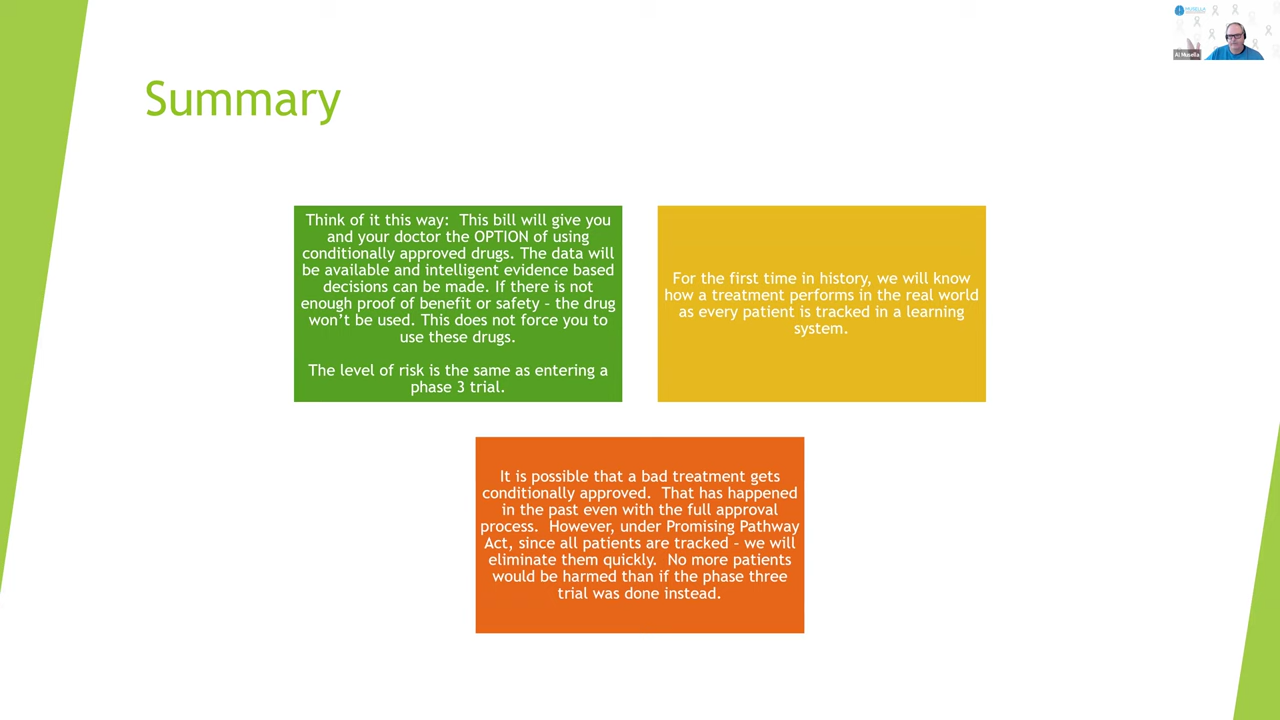 Summary
Think of it this way:  This bill will give you
and your doctor the OPTION of using
conditionally approved drugs. The data will
be available and intelligent evidence based
decisions can be made. If there is not
enough proof of benefit or safety – the drug
won't be used. This does not force you to
use these drugs.
The level of risk is the same as entering a
phase 3 trial.
For the first time in history, we will know
how a treatment performs in the real world
as every patient is tracked in a learning
system.
It is possible that a bad treatment gets
conditionally approved.  That has happened
in the past even with the full approval
process.  However, under Promising Pathway
Act, since all patients are tracked – we will
eliminate them quickly.  No more patients
would be harmed than if the phase three
trial was done instead.
MUSELLA
Al Musella